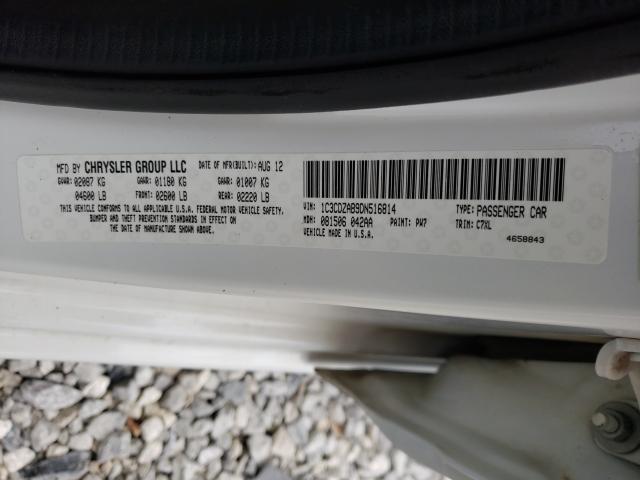 MFD BY CHRYSLER GROUP LLC DATE OF MFR(BUILT): AUG 12
GVWR: 02087 KG GAWR: 01180 KG GAWR: 01007 KG
04600 LB FRONT: 02600 LB REAR: 02220 LB
THIS VEHICLE CONFORMS TO ALL APPLICABLE U.S.A. FEDERAL MOTOR VEHICLE SAFETY,
BUMPER AND THEFT PREVENTION STANDARDS IN EFFECT ON
THE DATE OF MANUFACTURE SHOWN ABOVE.
VIN: 1C3CDZAB9DN516814 TYPE: PASSENGER CAR
MDH: 081506 042AA PAINT: PW7 TRIM: C7XL
VEHICLE MADE IN U.S.A.
4658843